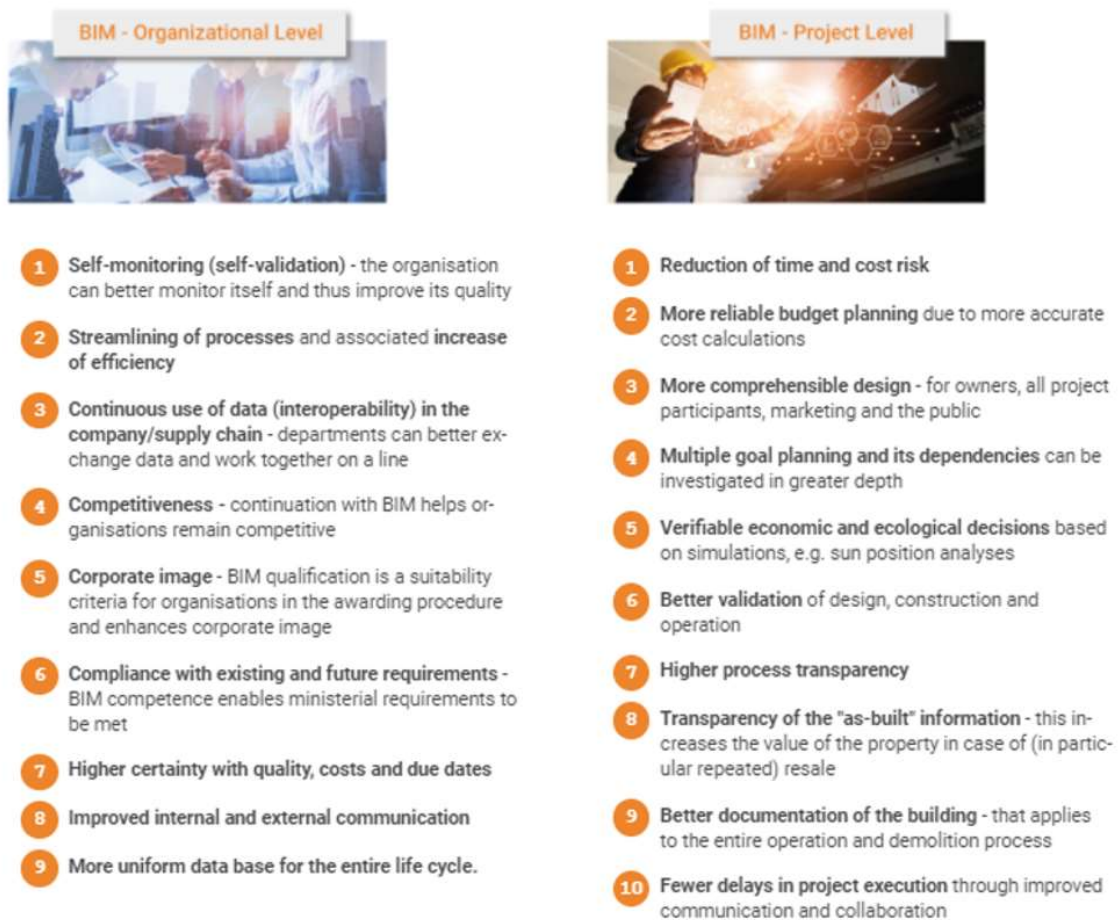 BIM - Organizational Level
1 Self-monitoring (self-validation) - the organisation
can better monitor itself and thus improve its quality
2 Streamlining of processes and associated increase
of efficiency
3 Continuous use of data (interoperability) in the
company/supply chain - departments can better ex-
change data and work together on a line
4 Competitiveness - continuation with BIM helps or-
ganisations remain competitive
5 Corporate image - BIM qualification is a suitability
criteria for organisations in the awarding procedure
and enhances corporate image
6 Compliance with existing and future requirements -
BIM competence enables ministerial requirements to
be met
7 Higher certainty with quality, costs and due dates
8 Improved internal and external communication
9 More uniform data base for the entire life cycle.
BIM - Project Level
1 Reduction of time and cost risk
2 More reliable budget planning due to more accurate
cost calculations
3 More comprehensible design - for owners, all project
participants, marketing and the public
4 Multiple goal planning and its dependencies can be
investigated in greater depth
5 Verifiable economic and ecological decisions based
on simulations, e.g. sun position analyses
6 Better validation of design, construction and
operation
7 Higher process transparency
8 Transparency of the "as-built" information - this in-
creases the value of the property in case of (in partic-
ular repeated) resale
9 Better documentation of the building - that applies
to the entire operation and demolition process
10 Fewer delays in project execution through improved
communication and collaboration